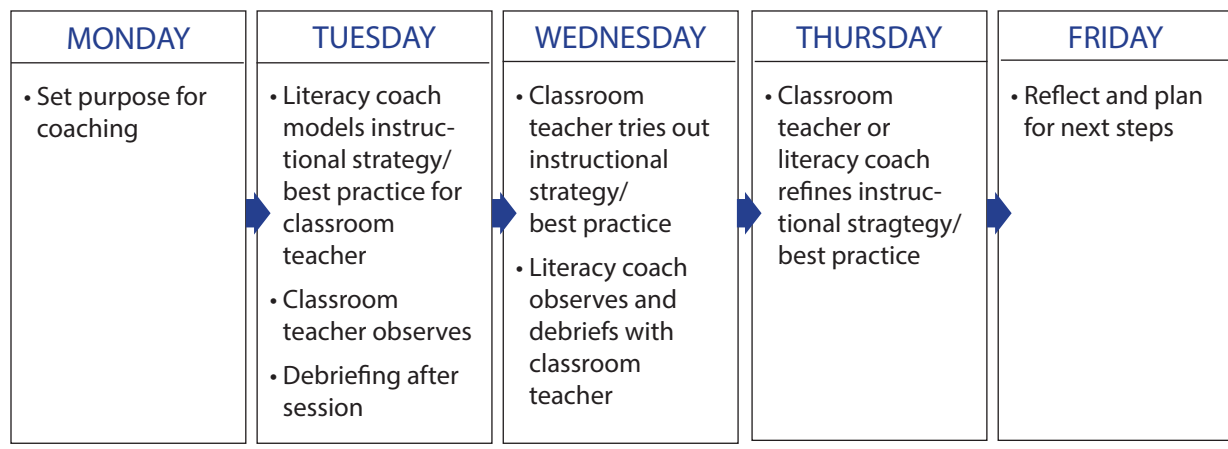 MONDAY
• Set purpose for
coaching
TUESDAY
• Literacy coach
models instruc-
tional strategy/
best practice for
classroom
teacher
• Classroom
teacher observes
• Debriefing after
session
WEDNESDAY
• Classroom
teacher tries out
instructional
strategy/
best practice
• Literacy coach
observes and
debriefs with
classroom
teacher
THURSDAY
• Classroom
teacher or
literacy coach
refines instruc-
tional stragtegy/
best practice
FRIDAY
• Reflect and plan
for next steps